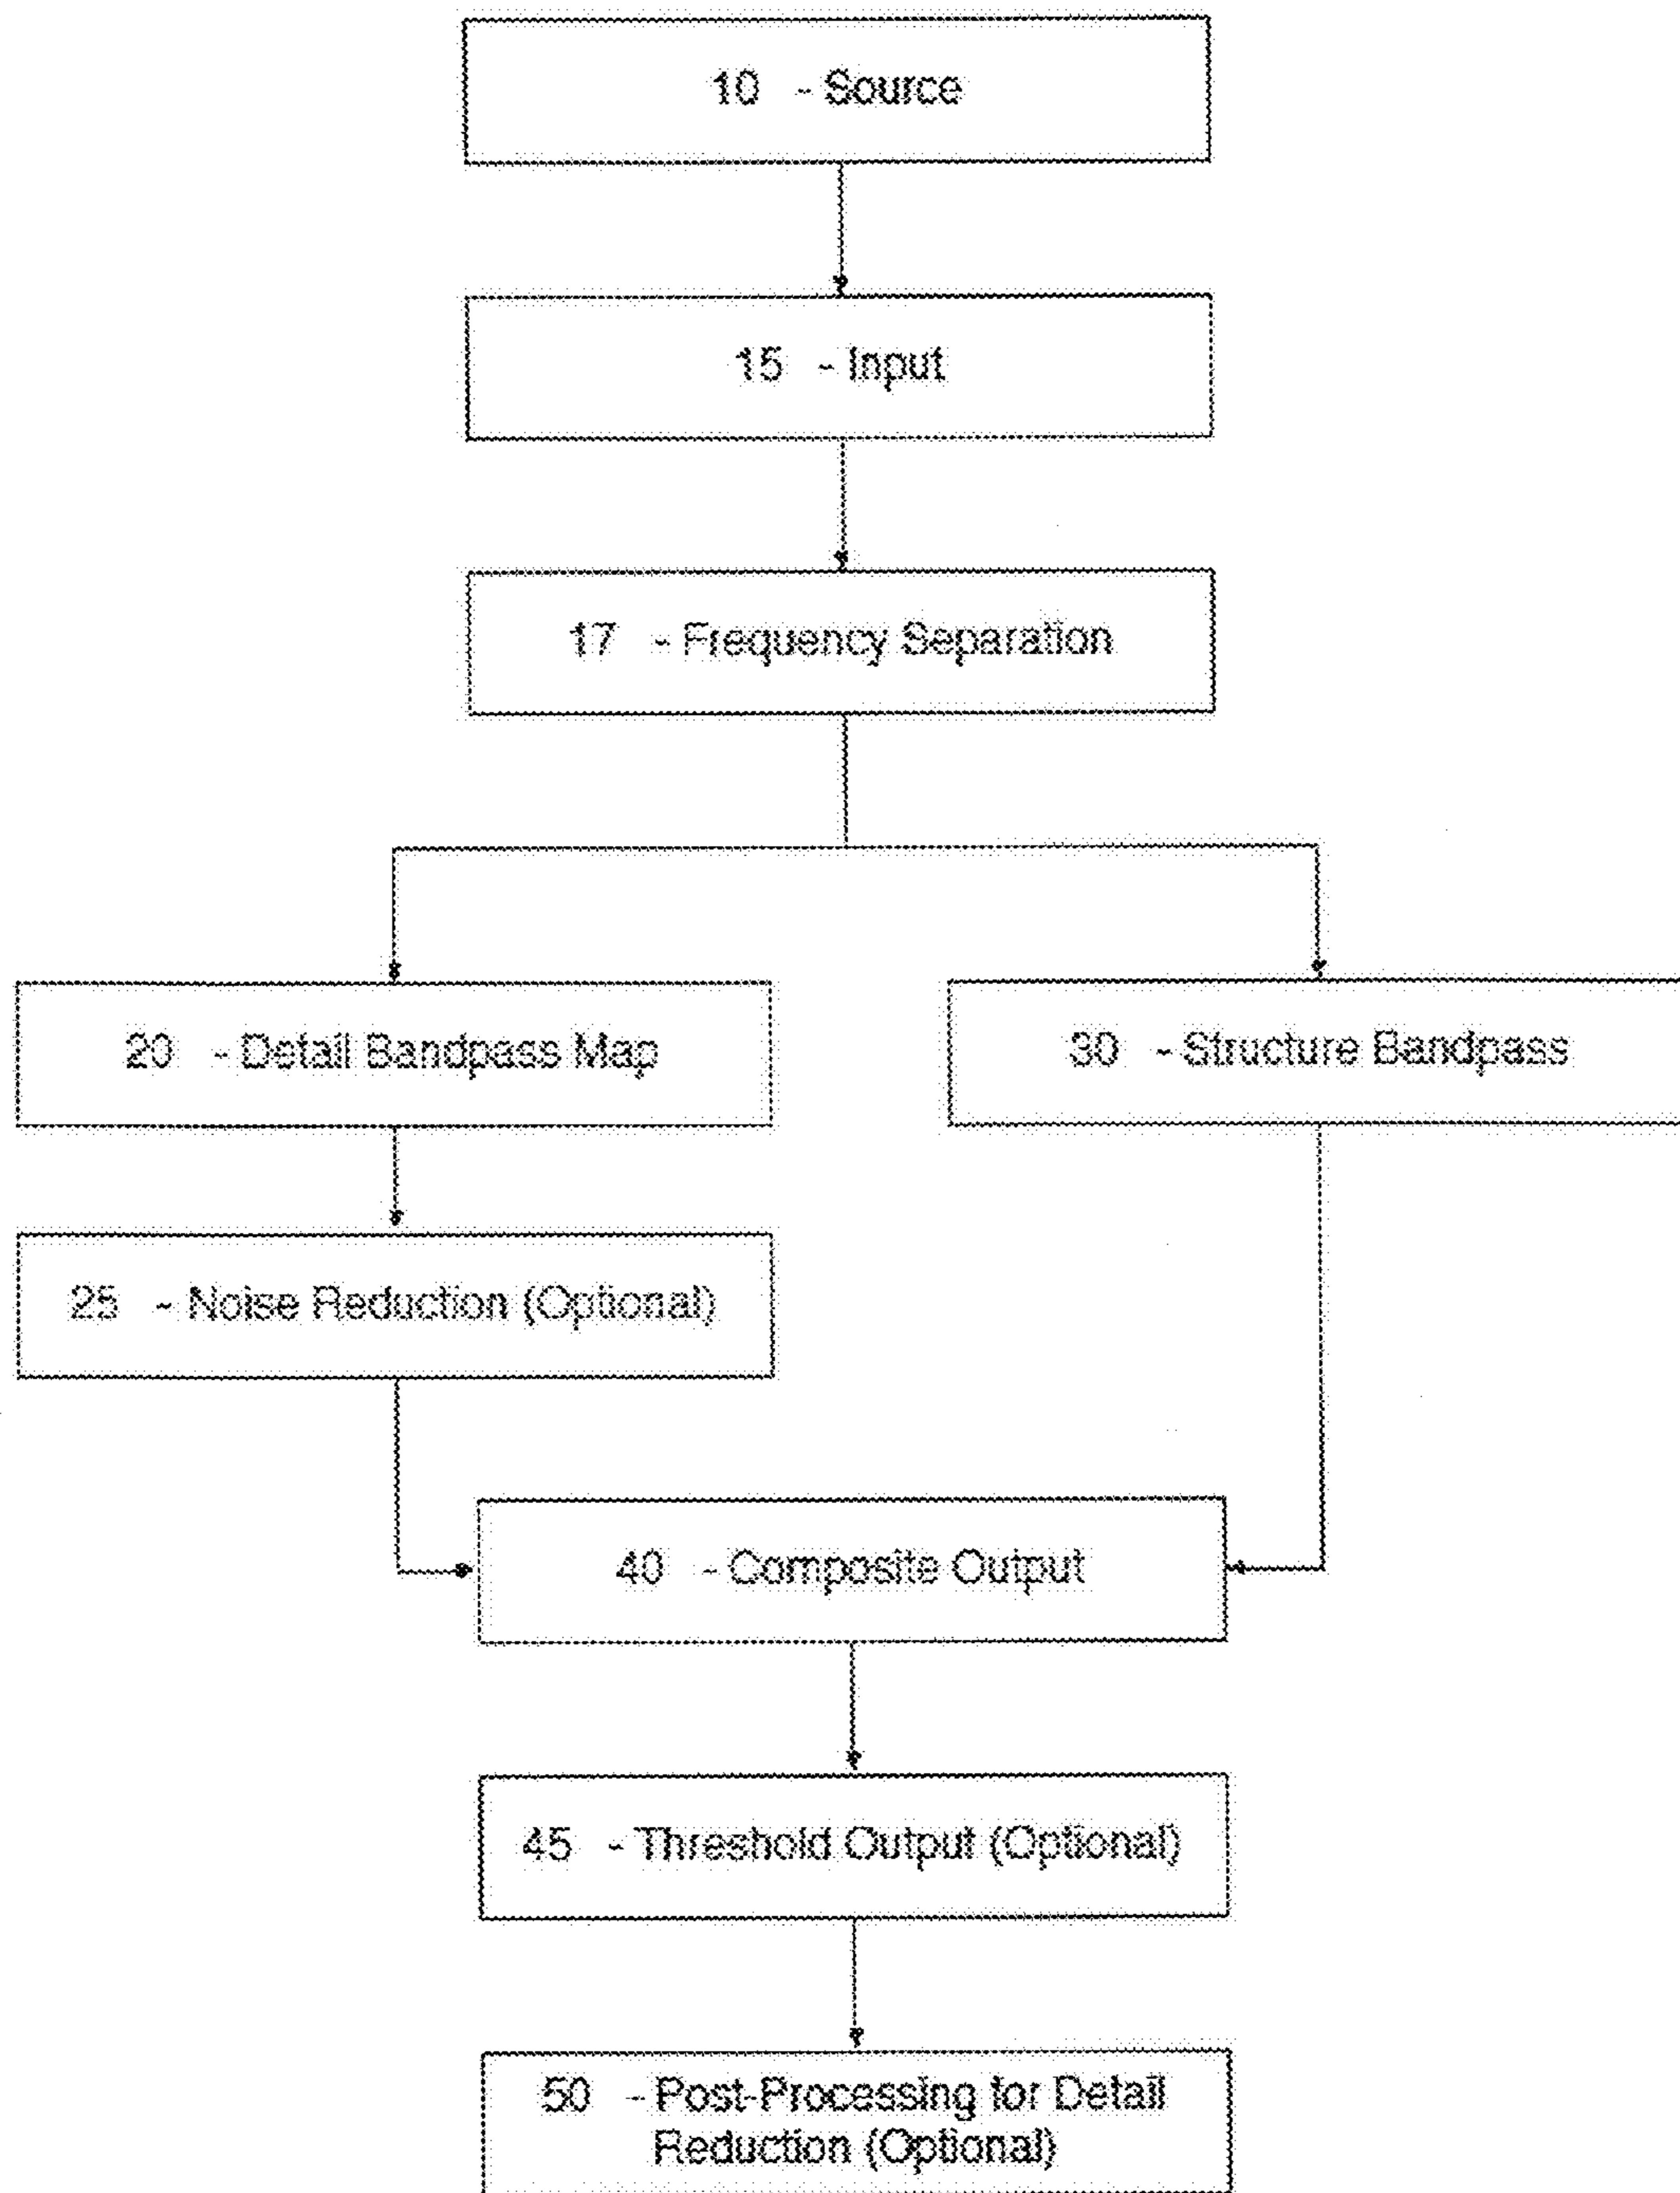 10 - Source
15 - Input
17 - Frequency Separation
20 - Detail Bandpass Map
30 - Structure Bandpass
25 - Noise Reduction (Optional)
40 - Composite Output
45 - Threshold Output (Optional)
50 - Post-Processing for Detail
Reduction (Optional)